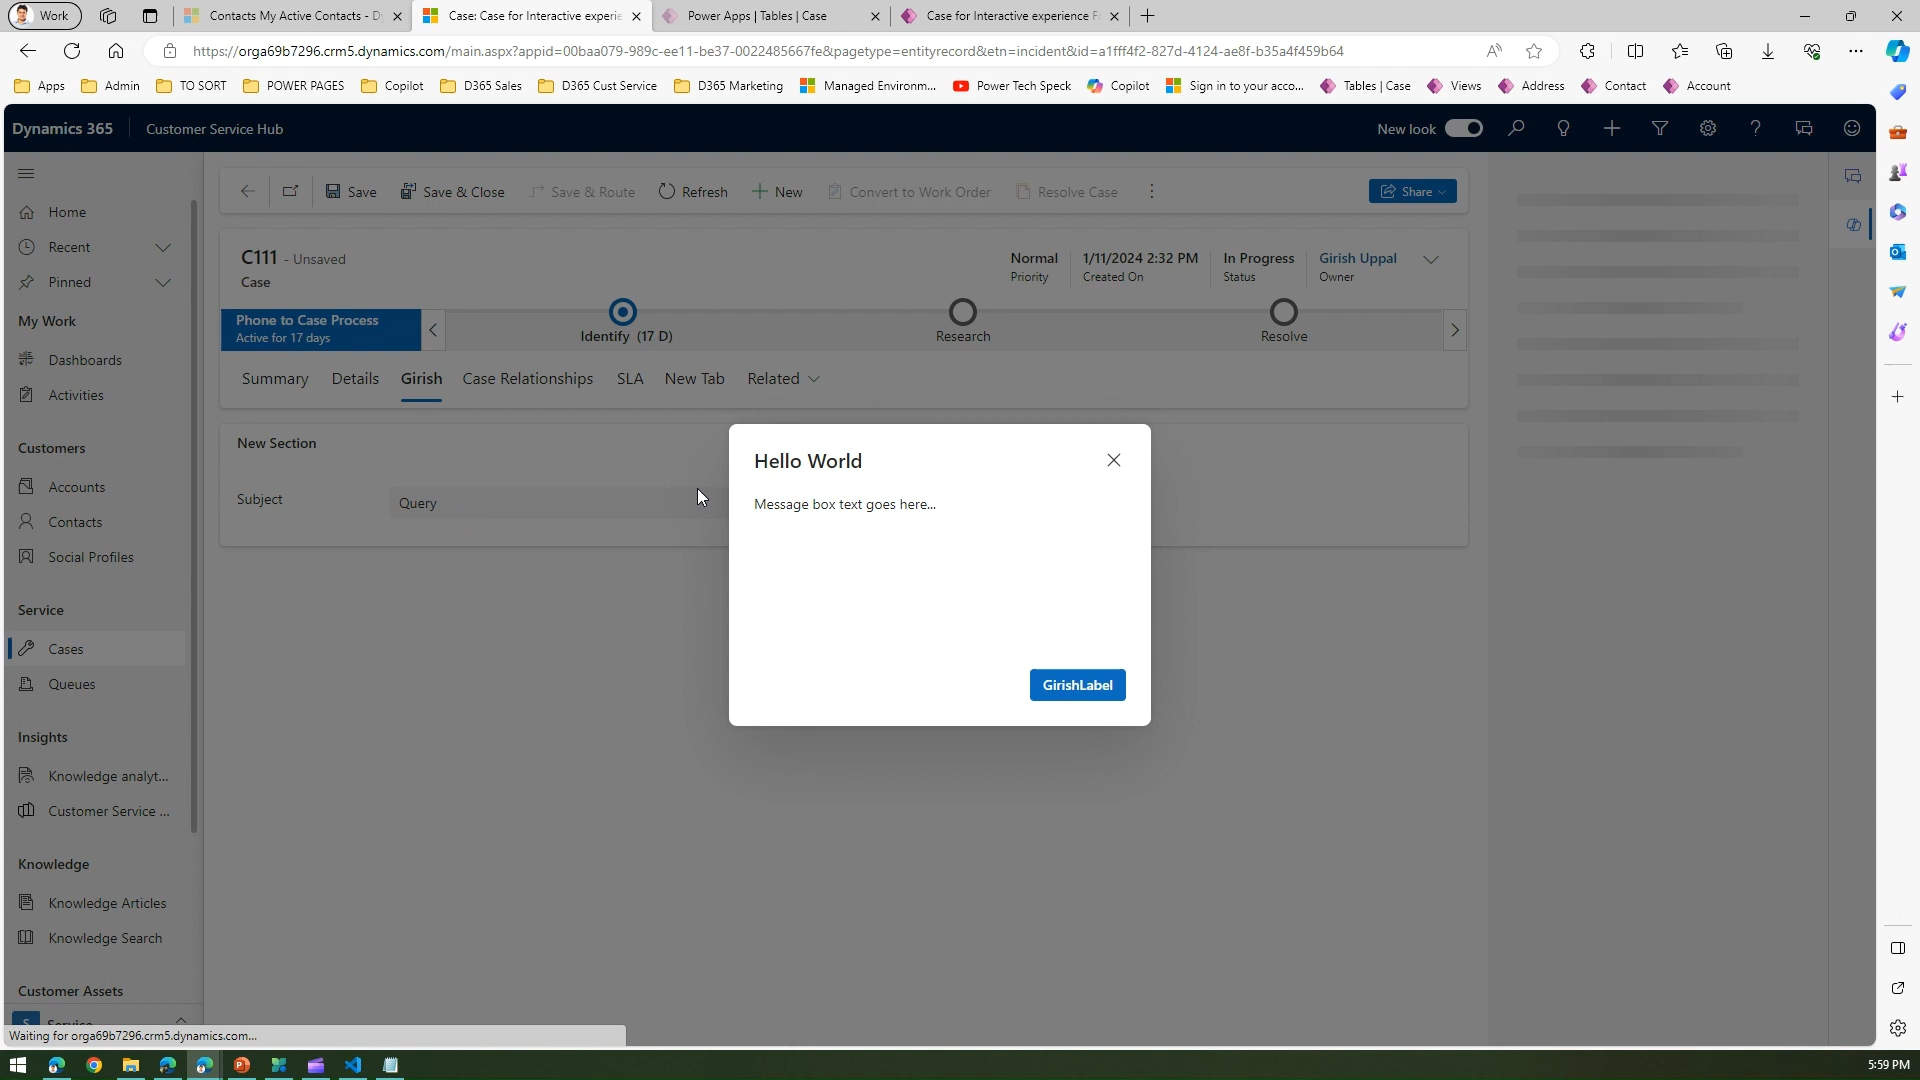 Work
Contacts My Active Contacts - D
Case: Case for Interactive experie
Power Apps | Tables | Case
Case for Interactive experience F
https://orga69b7296.crm5.dynamics.com/main.aspx?appid=00baa079-989c-ee11-be37-0022485667fe&pagetype=entityrecord&etn=incident&id=a1fff4f2-827d-4124-ae8f-b35a4f459b64
Apps Admin TO SORT POWER PAGES Copilot D365 Sales D365 Cust Service D365 Marketing Managed Environm... Power Tech Speck Copilot Sign in to your acco... Tables | Case Views Address Contact Account
Dynamics 365 Customer Service Hub New look
Save Save & Close Save & Route Refresh New Convert to Work Order Resolve Case Share
Home
Recent
Pinned
My Work
Dashboards
Activities
Customers
Accounts
Contacts
Social Profiles
Service
Cases
Queues
Insights
Knowledge analyt...
Customer Service ...
Knowledge
Knowledge Articles
Knowledge Search
Customer Assets
S Service
C111 - Unsaved
Case
Normal
Priority
1/11/2024 2:32 PM
Created On
In Progress
Status
Girish Uppal
Owner
Phone to Case Process
Active for 17 days
Identify (17 D)
Research
Resolve
Summary Details Girish Case Relationships SLA New Tab Related
New Section
Subject
Query
Hello World
Message box text goes here...
GirishLabel
Waiting for orga69b7296.crm5.dynamics.com...
5:59 PM